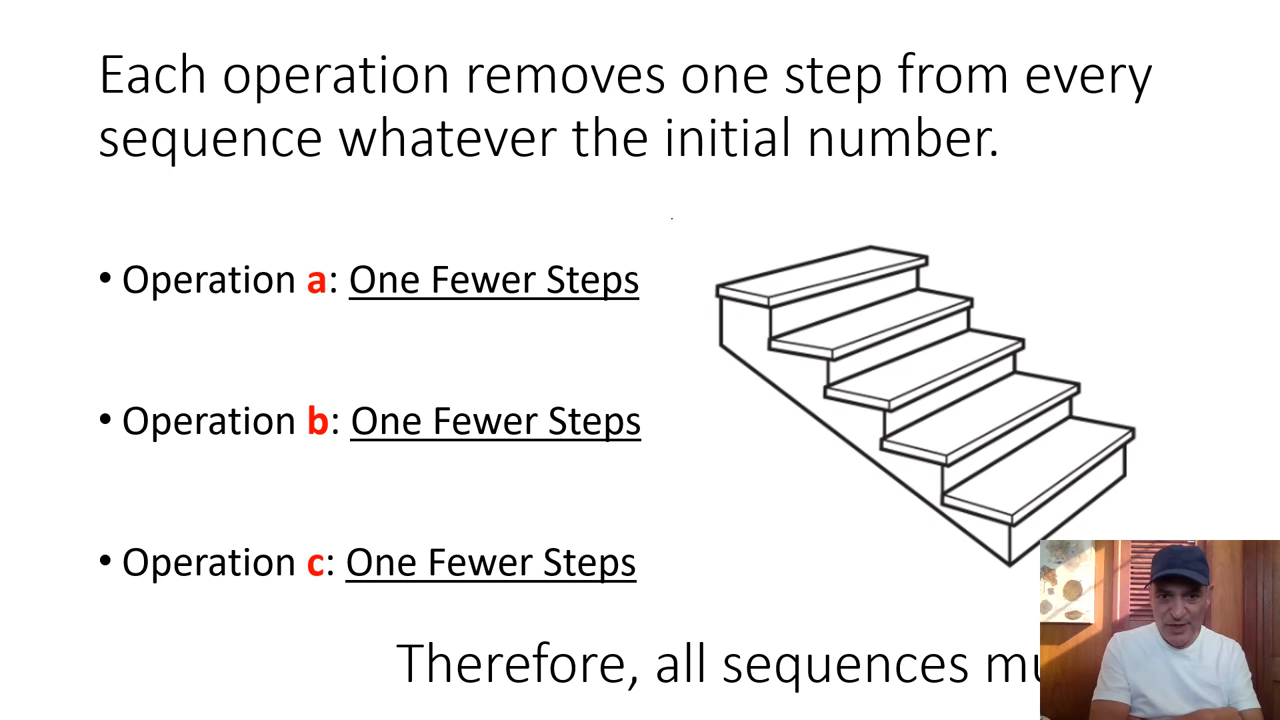 Each operation removes one step from every
sequence whatever the initial number.
• Operation a: One Fewer Steps
• Operation b: One Fewer Steps
• Operation c: One Fewer Steps
Therefore, all sequences